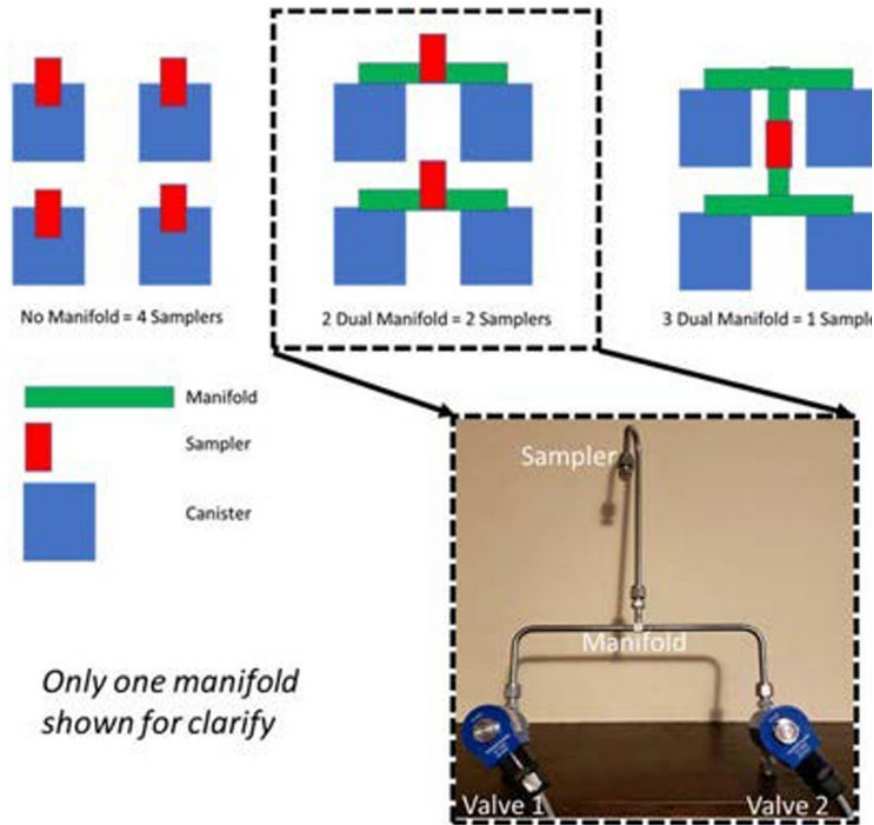 No Manifold = 4 Samplers
2 Dual Manifold = 2 Samplers
3 Dual Manifold = 1 Sample
Manifold
Sampler
Canister
Sampler
Manifold
Only one manifold
shown for clarify
Valve 1
Valve 2